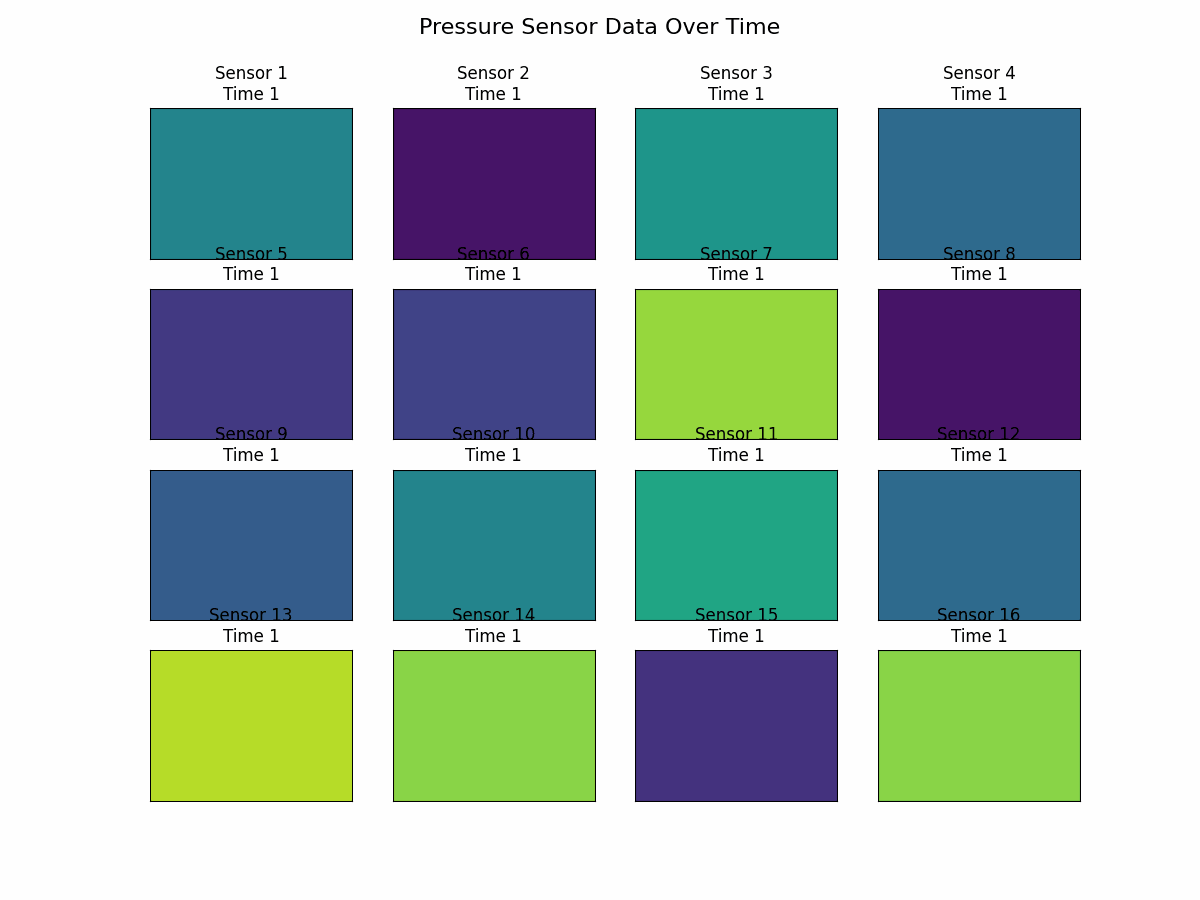 Pressure Sensor Data Over Time
Sensor 1
Time 1
Sensor 2
Time 1
Sensor 3
Time 1
Sensor 4
Time 1
Sensor 5
Time 1
Sensor 6
Time 1
Sensor 7
Time 1
Sensor 8
Time 1
Sensor 9
Time 1
Sensor 10
Time 1
Sensor 11
Time 1
Sensor 12
Time 1
Sensor 13
Time 1
Sensor 14
Time 1
Sensor 15
Time 1
Sensor 16
Time 1